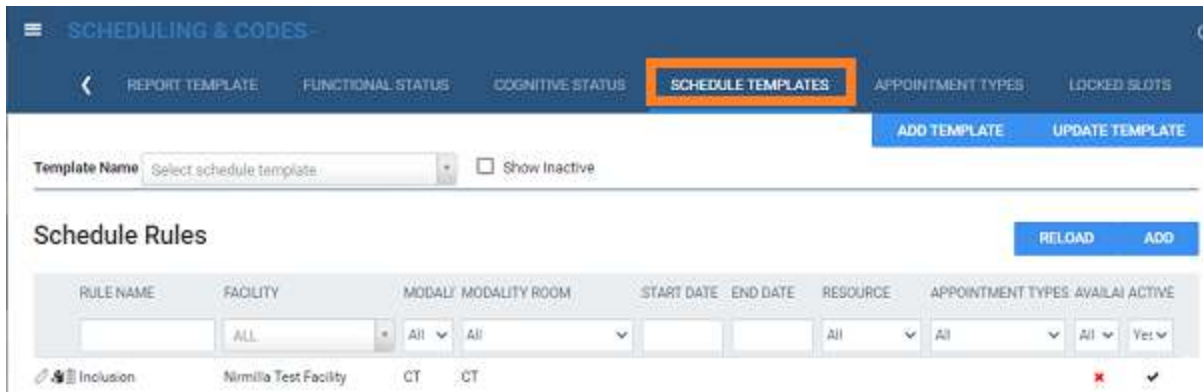 SCHEDULING & CODES-
REPORT TEMPLATE FUNCTIONAL STATUS COGNITIVE STATUS SCHEDULE TEMPLATES APPOINTMENT TYPES LOCKED SLOTS
ADD TEMPLATE UPDATE TEMPLATE
Template Name Select schedule template Show Inactive
Schedule Rules RELOAD ADD
RULE NAME FACILITY MODALI MODALITY ROOM START DATE END DATE RESOURCE APPOINTMENT TYPES AVAILAI ACTIVE
ALL All All All All All Yes
Inclusion Nirmilla Test Facility CT CT